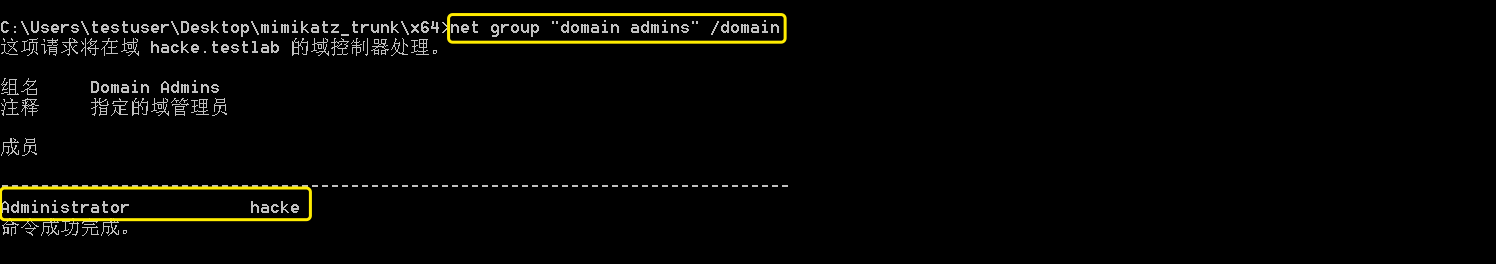 C:\Users\testuser\Desktop\mimikatz_trunk\x64>net group "domain admins" /domain
这项请求将在域 hacke.testlab 的域控制器处理。
组名     Domain Admins
注释     指定的域管理员
成员
-------------------------------------------------------------------------------
Administrator            hacke
命令成功完成。